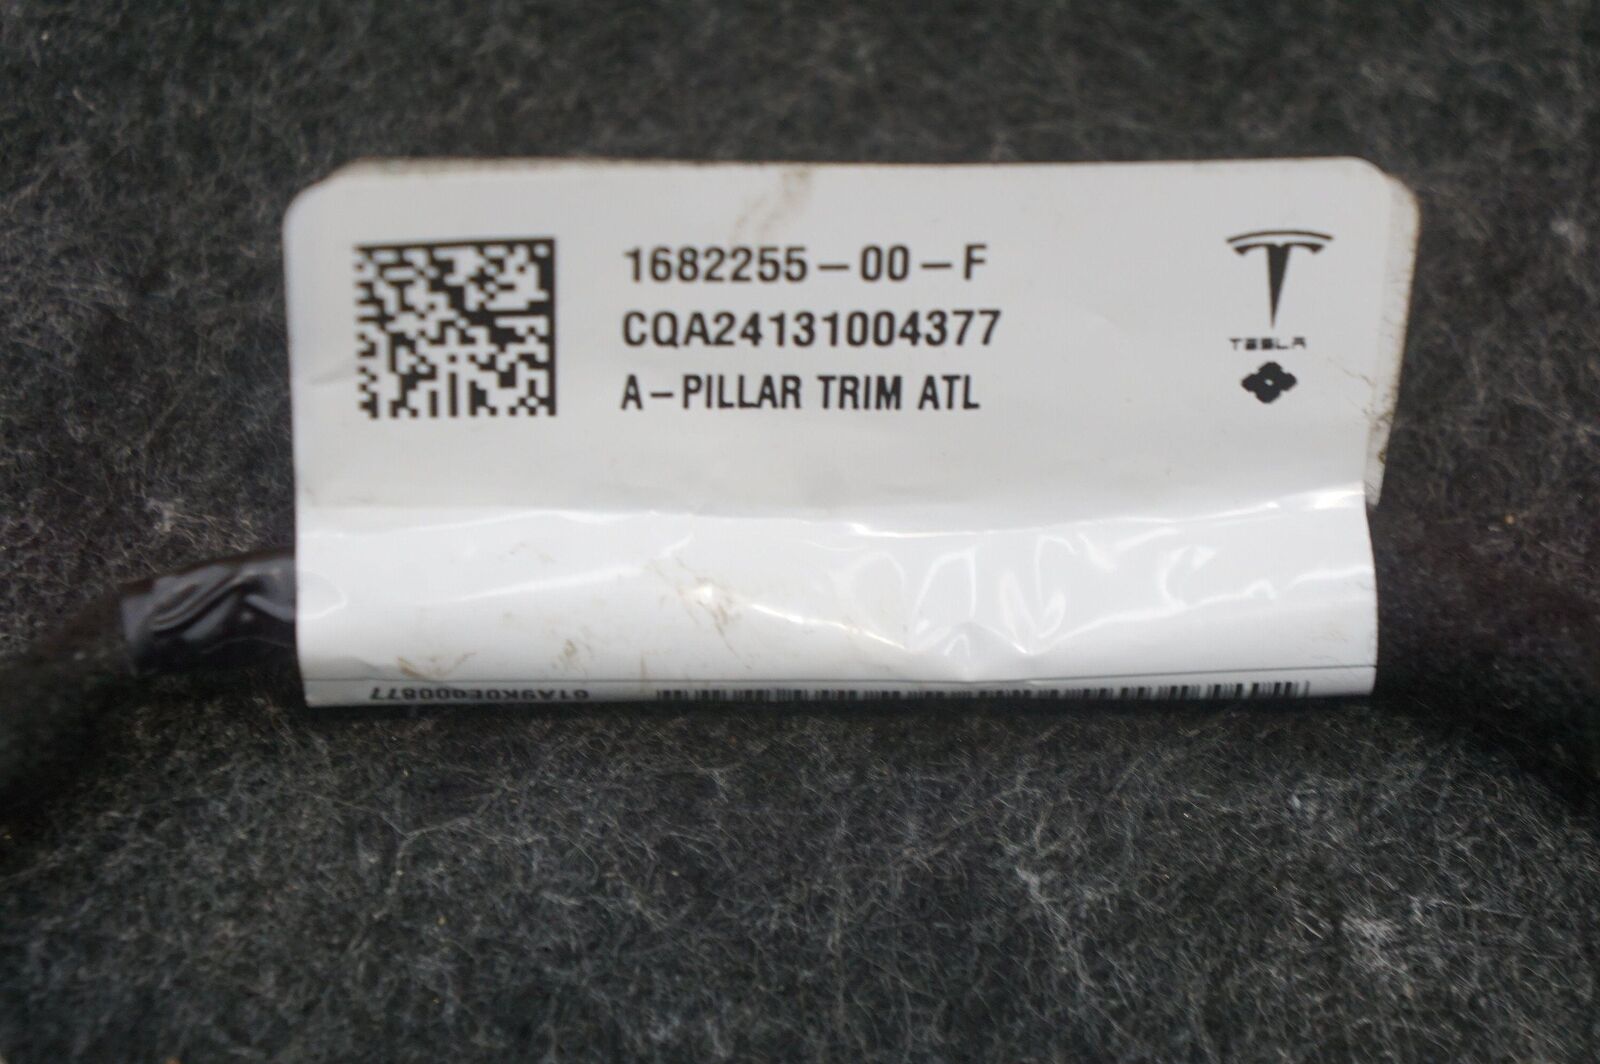 1682255-00-F
CQA24131004377
A-PILLAR TRIM ATL
TESLA